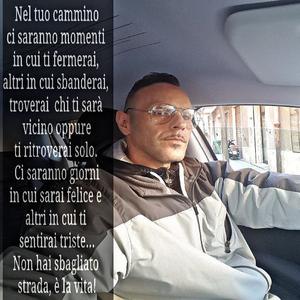 Nel tuo cammino
ci saranno momenti
in cui ti fermerai,
altri in cui sbanderai,
troverai chi ti sarà
vicino oppure
ti ritroverai solo.
Ci saranno giorni
in cui sarai felice e
altri in cui ti
sentirai triste...
Non hai sbagliato
strada, è la vita!